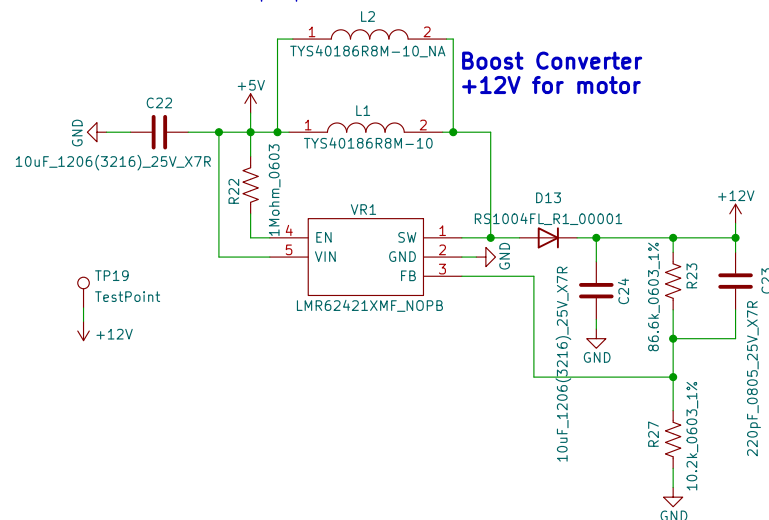 L2
1
2
TYS40186R8M-10_NA
Boost Converter
+12V for motor
+5V
C22
GND
10uF_1206(3216)_25V_X7R
L1
1
2
TYS40186R8M-10
R22
1Mohm_0603
VR1
4
EN
SW
1
5
VIN
GND
2
FB
3
LMR62421XMF_NOPB
GND
D13
RS1004FL_R1_00001
+12V
C24
10uF_1206(3216)_25V_X7R
GND
R23
86.6k_0603_1%
C23
220pF_0805_25V_X7R
R27
10.2k_0603_1%
GND
TP19
TestPoint
+12V